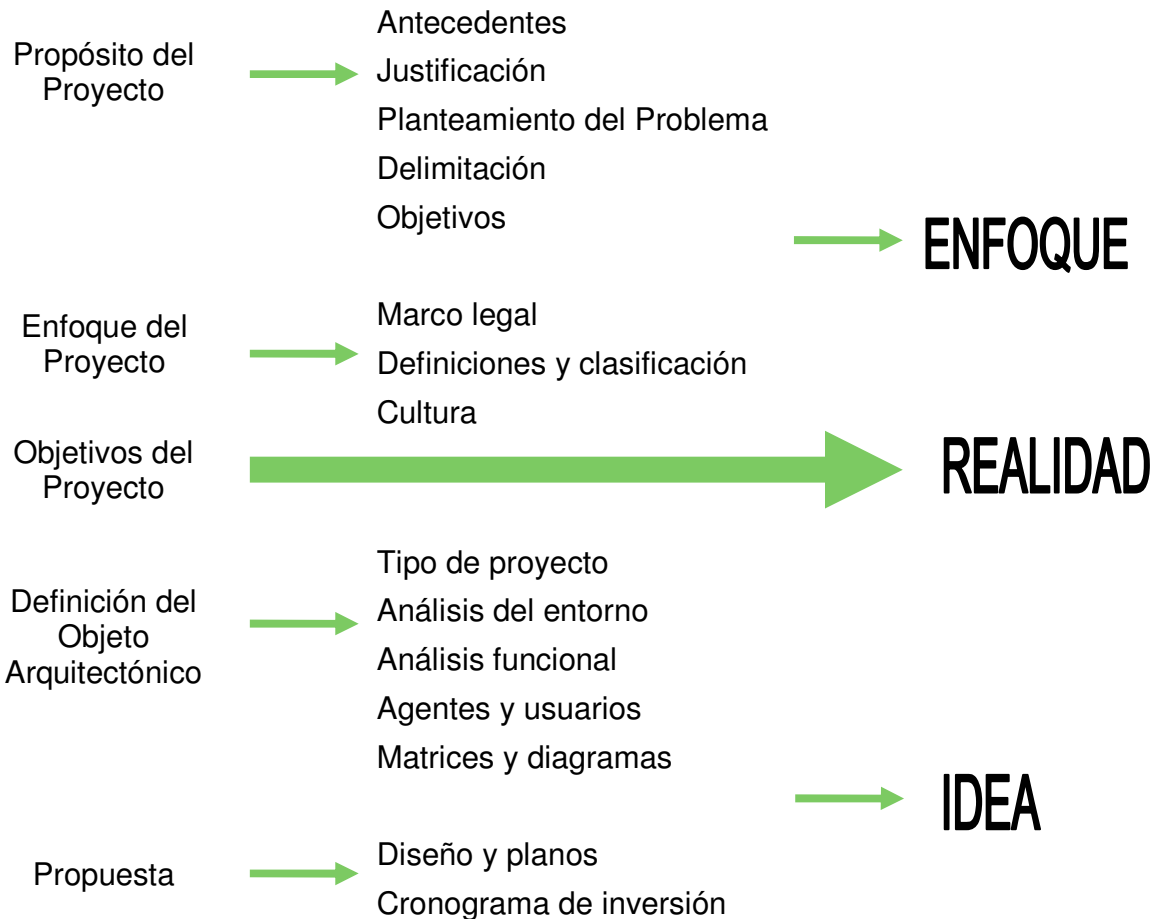 Propósito del
Proyecto
Antecedentes
Justificación
Planteamiento del Problema
Delimitación
Objetivos
ENFOQUE
Enfoque del
Proyecto
Marco legal
Definiciones y clasificación
Cultura
Objetivos del
Proyecto
REALIDAD
Definición del
Objeto
Arquitectónico
Tipo de proyecto
Análisis del entorno
Análisis funcional
Agentes y usuarios
Matrices y diagramas
IDEA
Propuesta
Diseño y planos
Cronograma de inversión